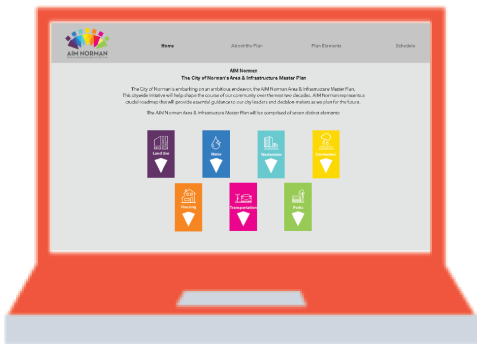 AIM NORMAN
Home
About the Plan
Plan Elements
Schedule
AIM Norman
The City of Norman's Area & Infrastructure Master Plan
The City of Norman is embarking on an ambitious endeavor, the AIM Norman Area & Infrastructure Master Plan.
This citywide initiative will help shape the course of our community over the next two decades. AIM Norman represents a
crucial roadmap that will provide essential guidance to our city leaders and decision-makers as we plan for the future.
The AIM Norman Area & Infrastructure Master Plan will be comprised of seven distinct elements:
Land Use
Water
Wastewater
Stormwater
Housing
Transportation
Parks